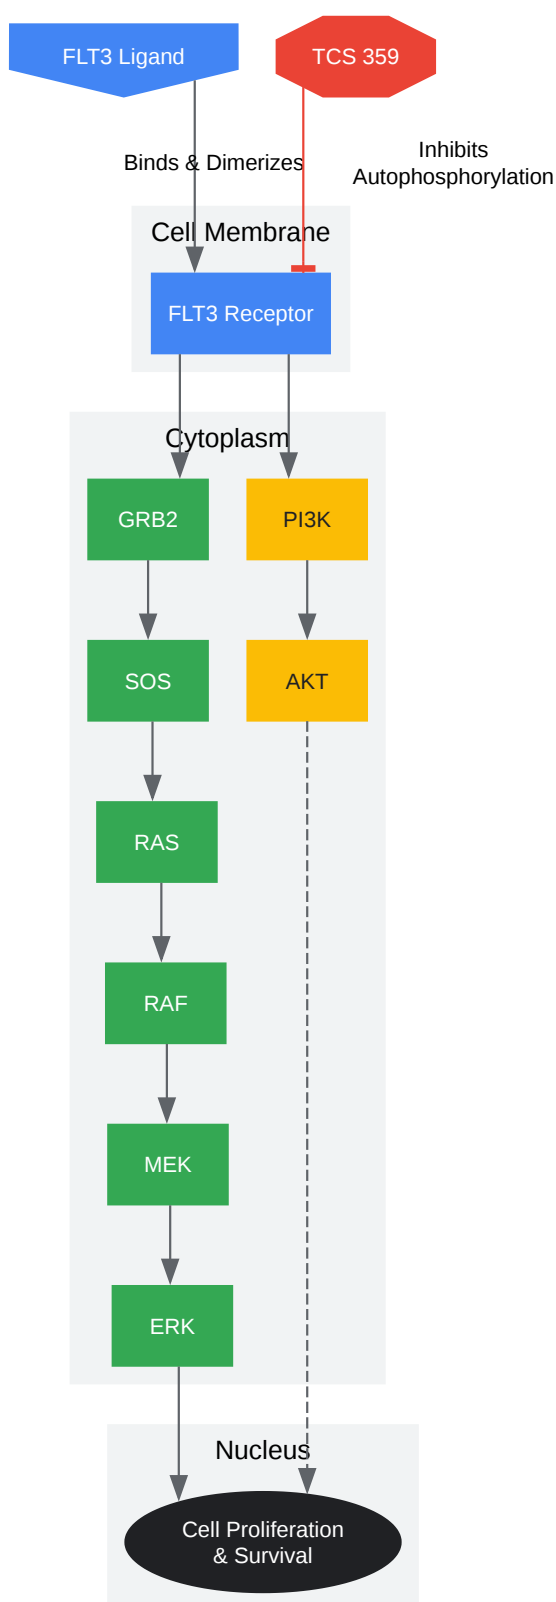 FLT3 Ligand
TCS 359
Binds & Dimerizes
Inhibits
Autophosphorylation
Cell Membrane
FLT3 Receptor
Cytoplasm
GRB2
PI3K
SOS
AKT
RAS
RAF
MEK
ERK
Nucleus
Cell Proliferation
& Survival